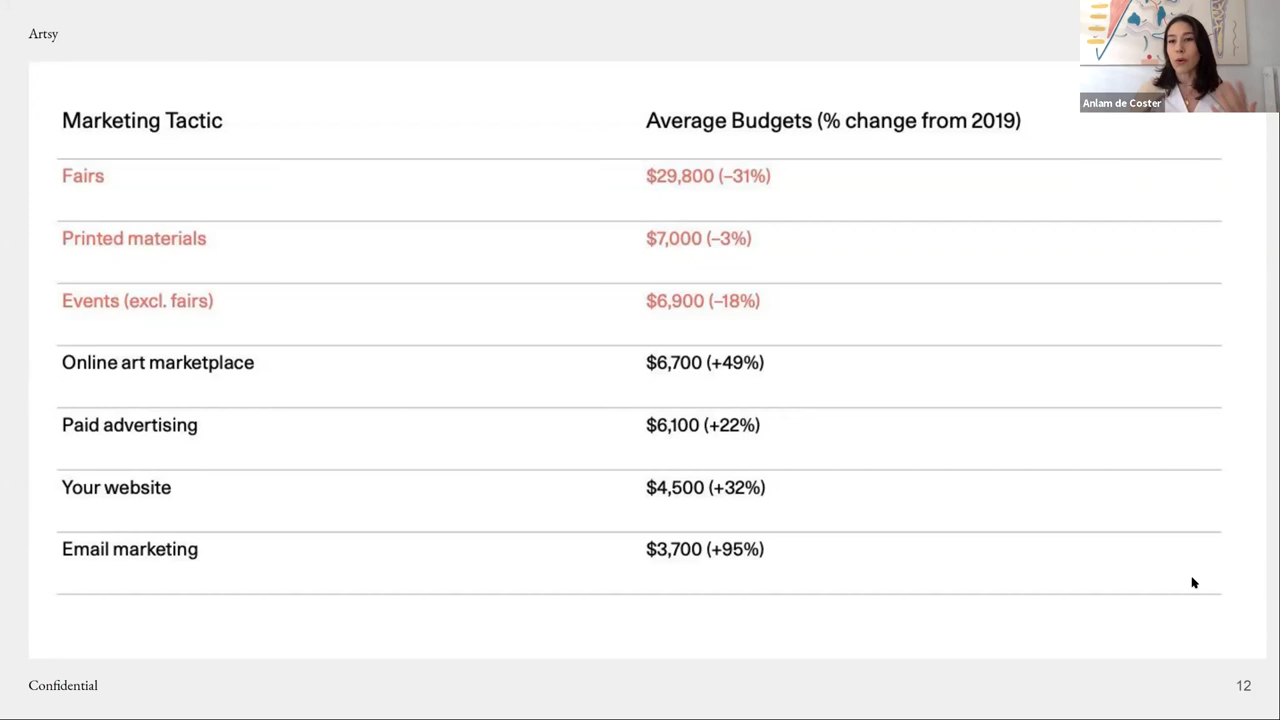 Artsy
Anlam de Coster
Marketing Tactic Average Budgets (% change from 2019)
Fairs $29,800 (–31%)
Printed materials $7,000 (–3%)
Events (excl. fairs) $6,900 (–18%)
Online art marketplace $6,700 (+49%)
Paid advertising $6,100 (+22%)
Your website $4,500 (+32%)
Email marketing $3,700 (+95%)
Confidential 12